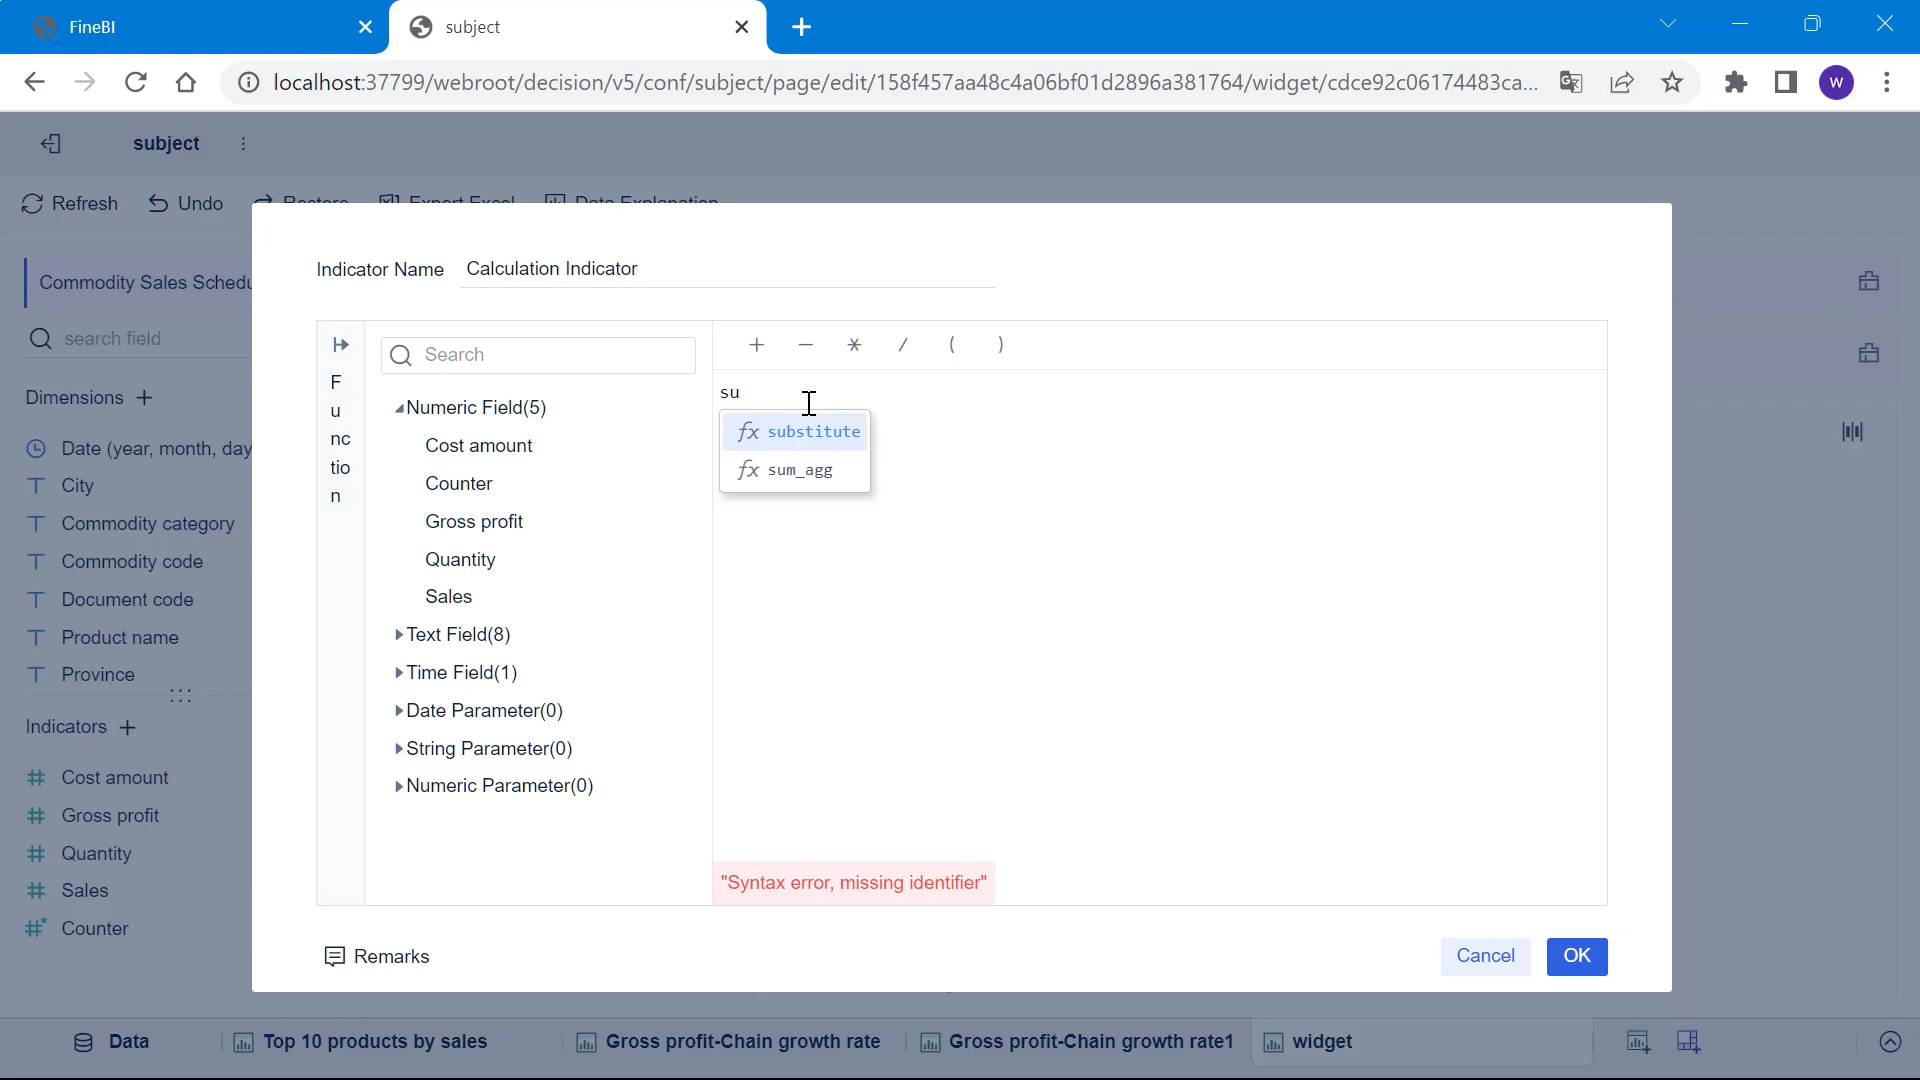 FineBI
subject
localhost:37799/webroot/decision/v5/conf/subject/page/edit/158f457aa48c4a06bf01d2896a381764/widget/cdce92c06174483ca...
W
subject
Refresh
Undo
Restore
Export Excel
Data Explanation
Commodity Sales Schedu
search field
Dimensions
Date (year, month, day
City
Commodity category
Commodity code
Document code
Product name
Province
Indicators
Cost amount
Gross profit
Quantity
Sales
Counter
Indicator Name
Calculation Indicator
F
u
nc
tio
n
Search
Numeric Field(5)
Cost amount
Counter
Gross profit
Quantity
Sales
Text Field(8)
Time Field(1)
Date Parameter(0)
String Parameter(0)
Numeric Parameter(0)
+ − * / ( )
su
fx substitute
fx sum_agg
"Syntax error, missing identifier"
Remarks
Cancel
OK
Data
Top 10 products by sales
Gross profit-Chain growth rate
Gross profit-Chain growth rate1
widget